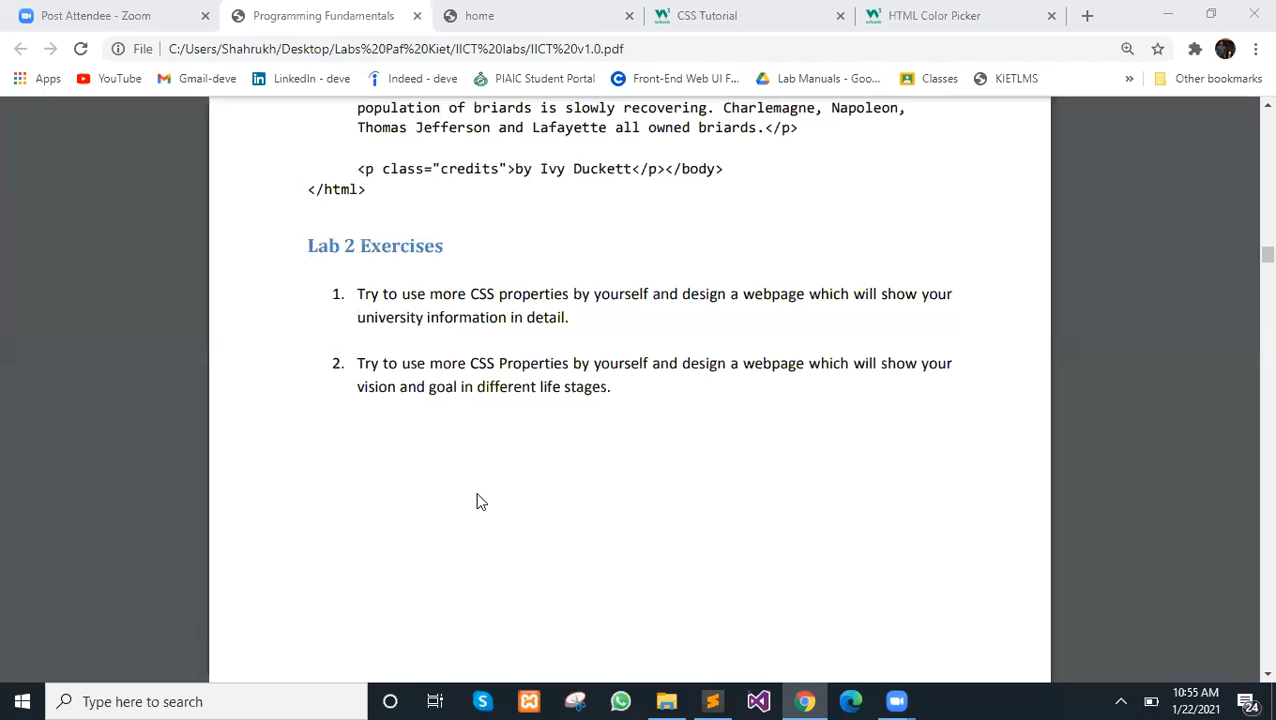 Post Attendee - Zoom
Programming Fundamentals
home
CSS Tutorial
HTML Color Picker
File
C:/Users/Shahrukh/Desktop/Labs%20Paf%20Kiet/IICT%20labs/IICT%20v1.0.pdf
Apps
YouTube
Gmail-deve
LinkedIn - deve
Indeed - deve
PIAIC Student Portal
Front-End Web UI F...
Lab Manuals - Goo...
Classes
KIETLMS
»
Other bookmarks
population of briards is slowly recovering. Charlemagne, Napoleon,
Thomas Jefferson and Lafayette all owned briards.</p>
<p class="credits">by Ivy Duckett</p></body>
</html>
Lab 2 Exercises
1. Try to use more CSS properties by yourself and design a webpage which will show your
university information in detail.
2. Try to use more CSS Properties by yourself and design a webpage which will show your
vision and goal in different life stages.
Type here to search
10:55 AM
1/22/2021
24